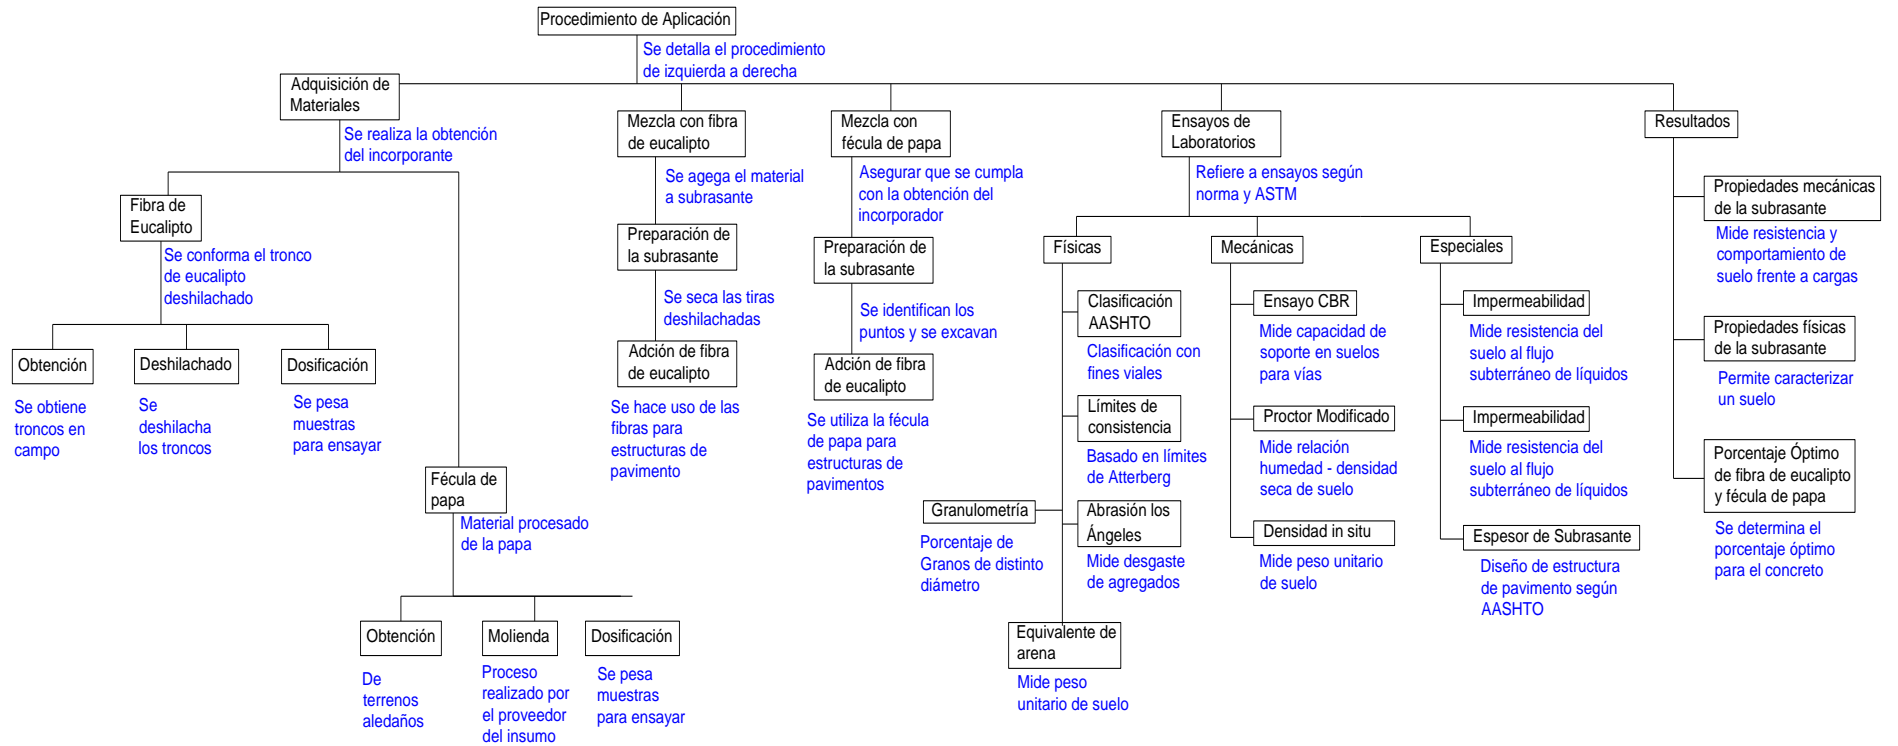 Procedimiento de Aplicación
Se detalla el procedimiento
de izquierda a derecha
Adquisición de
Materiales
Se realiza la obtención
del incorporante
Fibra de
Eucalipto
Se conforma el tronco
de eucalipto
deshilachado
Obtención
Se obtiene
troncos en
campo
Deshilachado
Se
deshilacha
los troncos
Dosificación
Se pesa
muestras
para ensayar
Fécula de
papa
Material procesado
de la papa
Obtención
De
terrenos
aledaños
Molienda
Proceso
realizado por
el proveedor
del insumo
Dosificación
Se pesa
muestras
para ensayar
Mezcla con fibra
de eucalipto
Se agega el material
a subrasante
Preparación de
la subrasante
Se seca las tiras
deshilachadas
Adción de fibra
de eucalipto
Se hace uso de las
fibras para
estructuras de
pavimento
Mezcla con
fécula de papa
Asegurar que se cumpla
con la obtención del
incorporador
Preparación de
la subrasante
Se identifican los
puntos y se excavan
Adción de fibra
de eucalipto
Se utiliza la fécula
de papa para
estructuras de
pavimentos
Ensayos de
Laboratorios
Refiere a ensayos según
norma y ASTM
Físicas
Clasificación
AASHTO
Clasificación con
fines viales
Límites de
consistencia
Basado en límites
de Atterberg
Granulometría
Porcentaje de
Granos de distinto
diámetro
Abrasión los
Ángeles
Mide desgaste
de agregados
Equivalente de
arena
Mide peso
unitario de suelo
Mecánicas
Ensayo CBR
Mide capacidad de
soporte en suelos
para vías
Proctor Modificado
Mide relación
humedad - densidad
seca de suelo
Densidad in situ
Mide peso unitario
de suelo
Especiales
Impermeabilidad
Mide resistencia del
suelo al flujo
subterráneo de líquidos
Impermeabilidad
Mide resistencia del
suelo al flujo
subterráneo de líquidos
Espesor de Subrasante
Diseño de estructura
de pavimento según
AASHTO
Resultados
Propiedades mecánicas
de la subrasante
Mide resistencia y
comportamiento de
suelo frente a cargas
Propiedades físicas
de la subrasante
Permite caracterizar
un suelo
Porcentaje Óptimo
de fibra de eucalipto
y fécula de papa
Se determina el
porcentaje óptimo
para el concreto